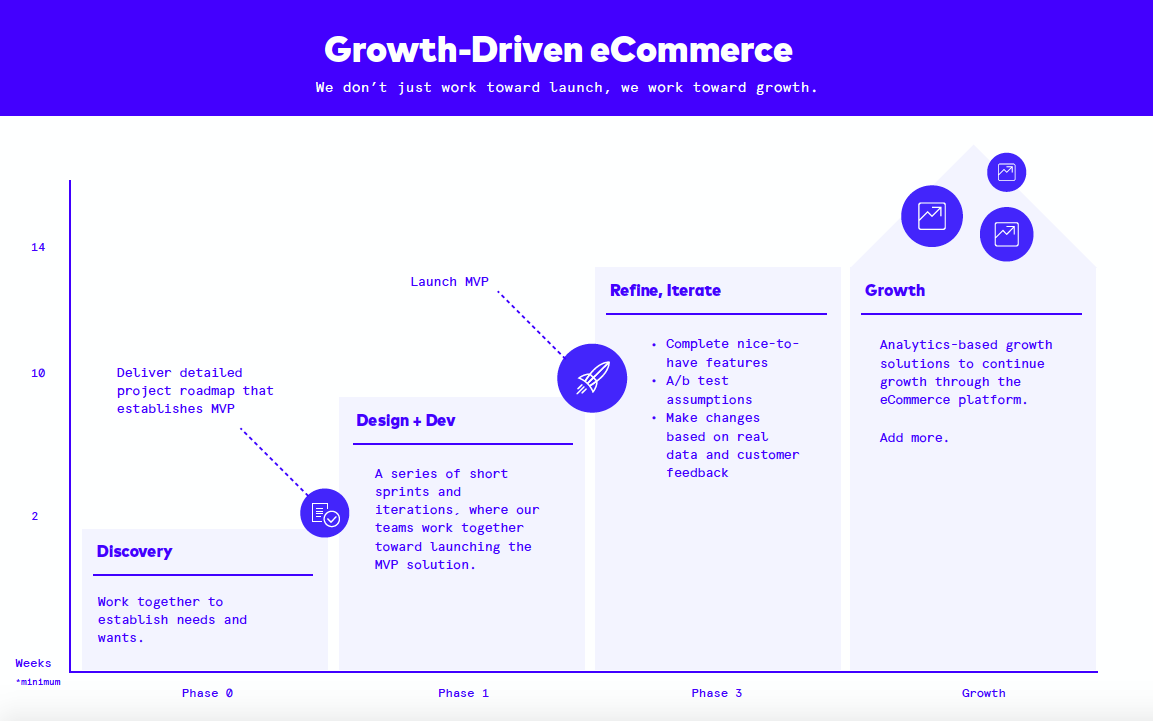 Growth-Driven eCommerce
We don’t just work toward launch, we work toward growth.
14
10
2
Weeks
*minimum
Deliver detailed
project roadmap that
establishes MVP
Discovery
Work together to
establish needs and
wants.
Launch MVP
Design + Dev
A series of short
sprints and
iterations, where our
teams work together
toward launching the
MVP solution.
Refine, Iterate
• Complete nice-to-
have features
• A/b test
assumptions
• Make changes
based on real
data and customer
feedback
Growth
Analytics-based growth
solutions to continue
growth through the
eCommerce platform.
Add more.
Phase 0
Phase 1
Phase 3
Growth